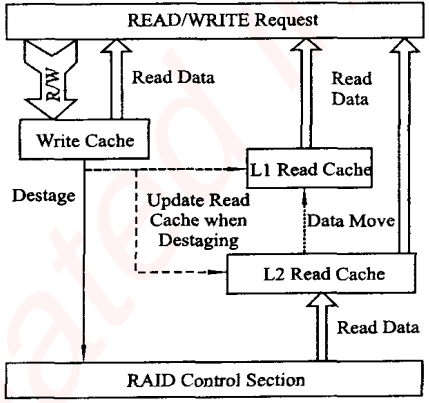 READ/WRITE Request
R/W
Read Data
Read
Data
Write Cache
L1 Read Cache
Destage
Update Read
Cache when
Destaging
Data Move
L2 Read Cache
Read Data
RAID Control Section